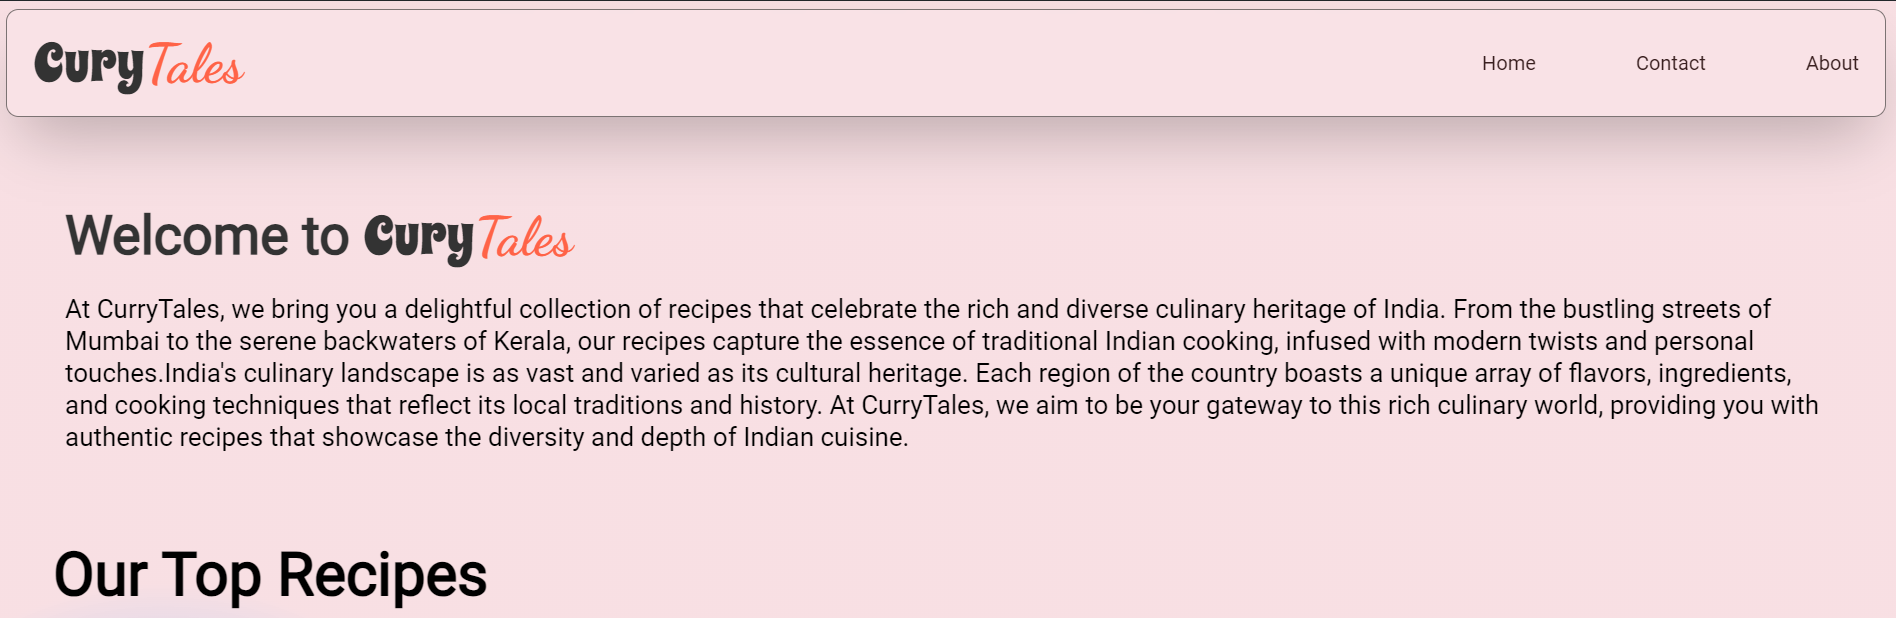 CuryTales
Home
Contact
About
Welcome to CuryTales
At CurryTales, we bring you a delightful collection of recipes that celebrate the rich and diverse culinary heritage of India. From the bustling streets of
Mumbai to the serene backwaters of Kerala, our recipes capture the essence of traditional Indian cooking, infused with modern twists and personal
touches.India's culinary landscape is as vast and varied as its cultural heritage. Each region of the country boasts a unique array of flavors, ingredients,
and cooking techniques that reflect its local traditions and history. At CurryTales, we aim to be your gateway to this rich culinary world, providing you with
authentic recipes that showcase the diversity and depth of Indian cuisine.
Our Top Recipes